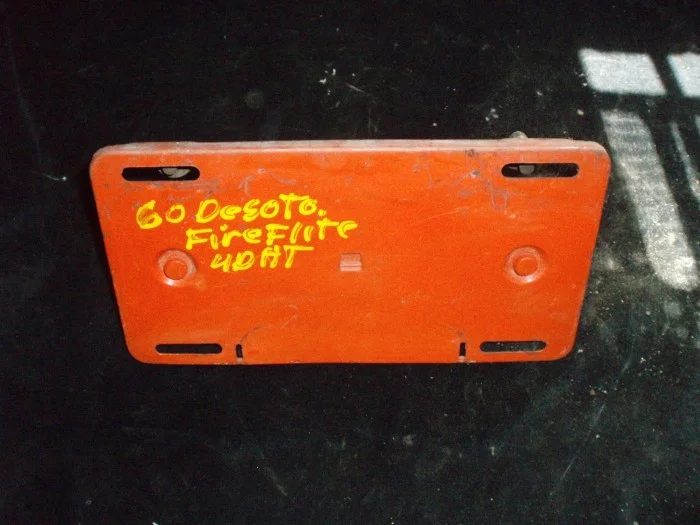 60 DeSoTo.
FireFlite
4DHT